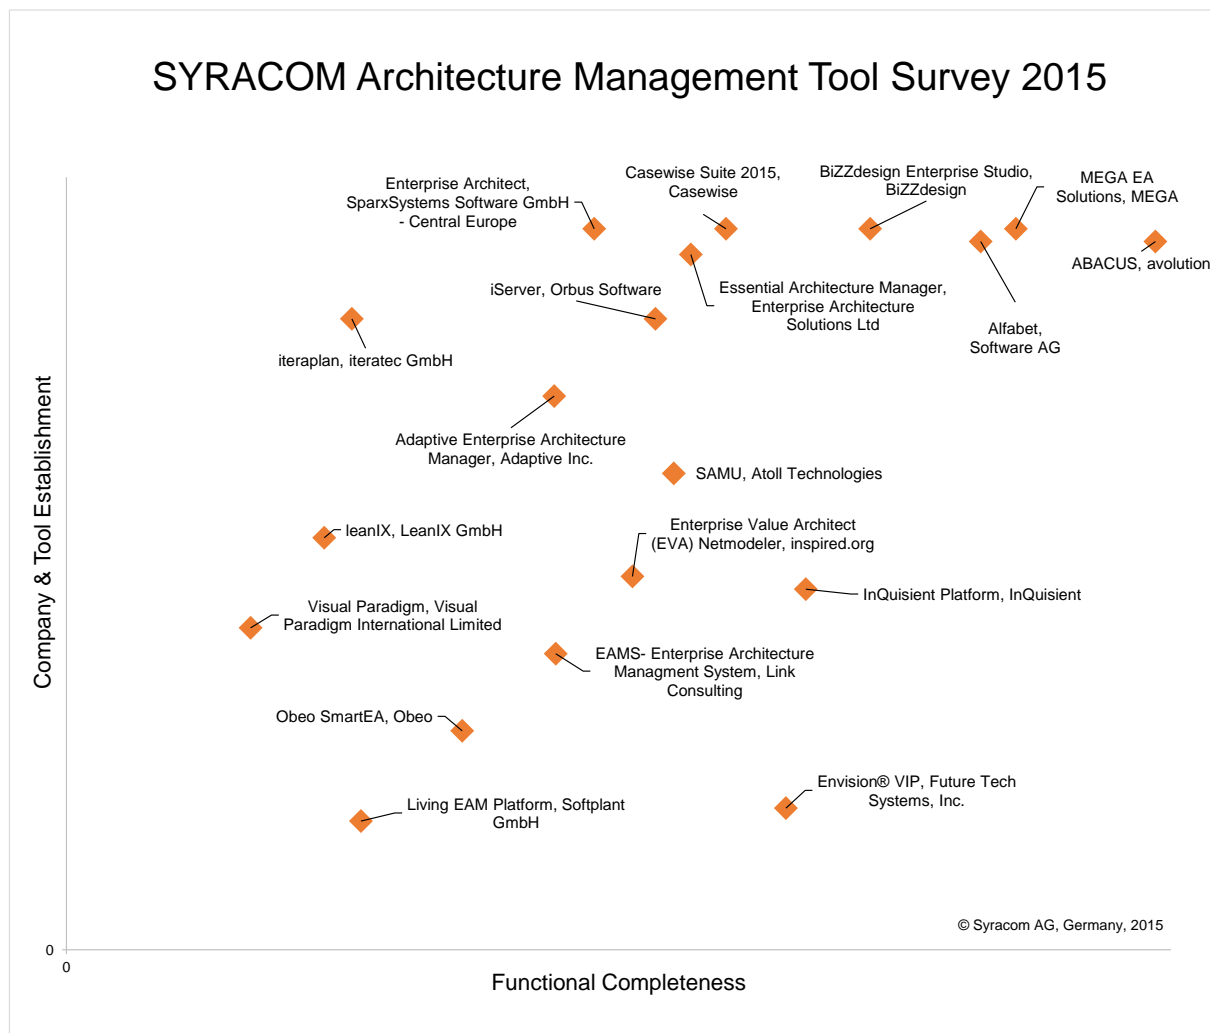 SYRACOM Architecture Management Tool Survey 2015
Enterprise Architect,
SparxSystems Software GmbH
- Central Europe
Casewise Suite 2015,
Casewise
BiZZdesign Enterprise Studio,
BiZZdesign
MEGA EA
Solutions, MEGA
ABACUS, avolution
iServer, Orbus Software
Essential Architecture Manager,
Enterprise Architecture
Solutions Ltd
Alfabet,
Software AG
iteraplan, iteratec GmbH
Adaptive Enterprise Architecture
Manager, Adaptive Inc.
SAMU, Atoll Technologies
leanIX, LeanIX GmbH
Enterprise Value Architect
(EVA) Netmodeler, inspired.org
InQuisient Platform, InQuisient
Visual Paradigm, Visual
Paradigm International Limited
EAMS- Enterprise Architecture
Managment System, Link
Consulting
Obeo SmartEA, Obeo
Envision® VIP, Future Tech
Systems, Inc.
Living EAM Platform, Softplant
GmbH
Company & Tool Establishment
© Syracom AG, Germany, 2015
0
0
Functional Completeness